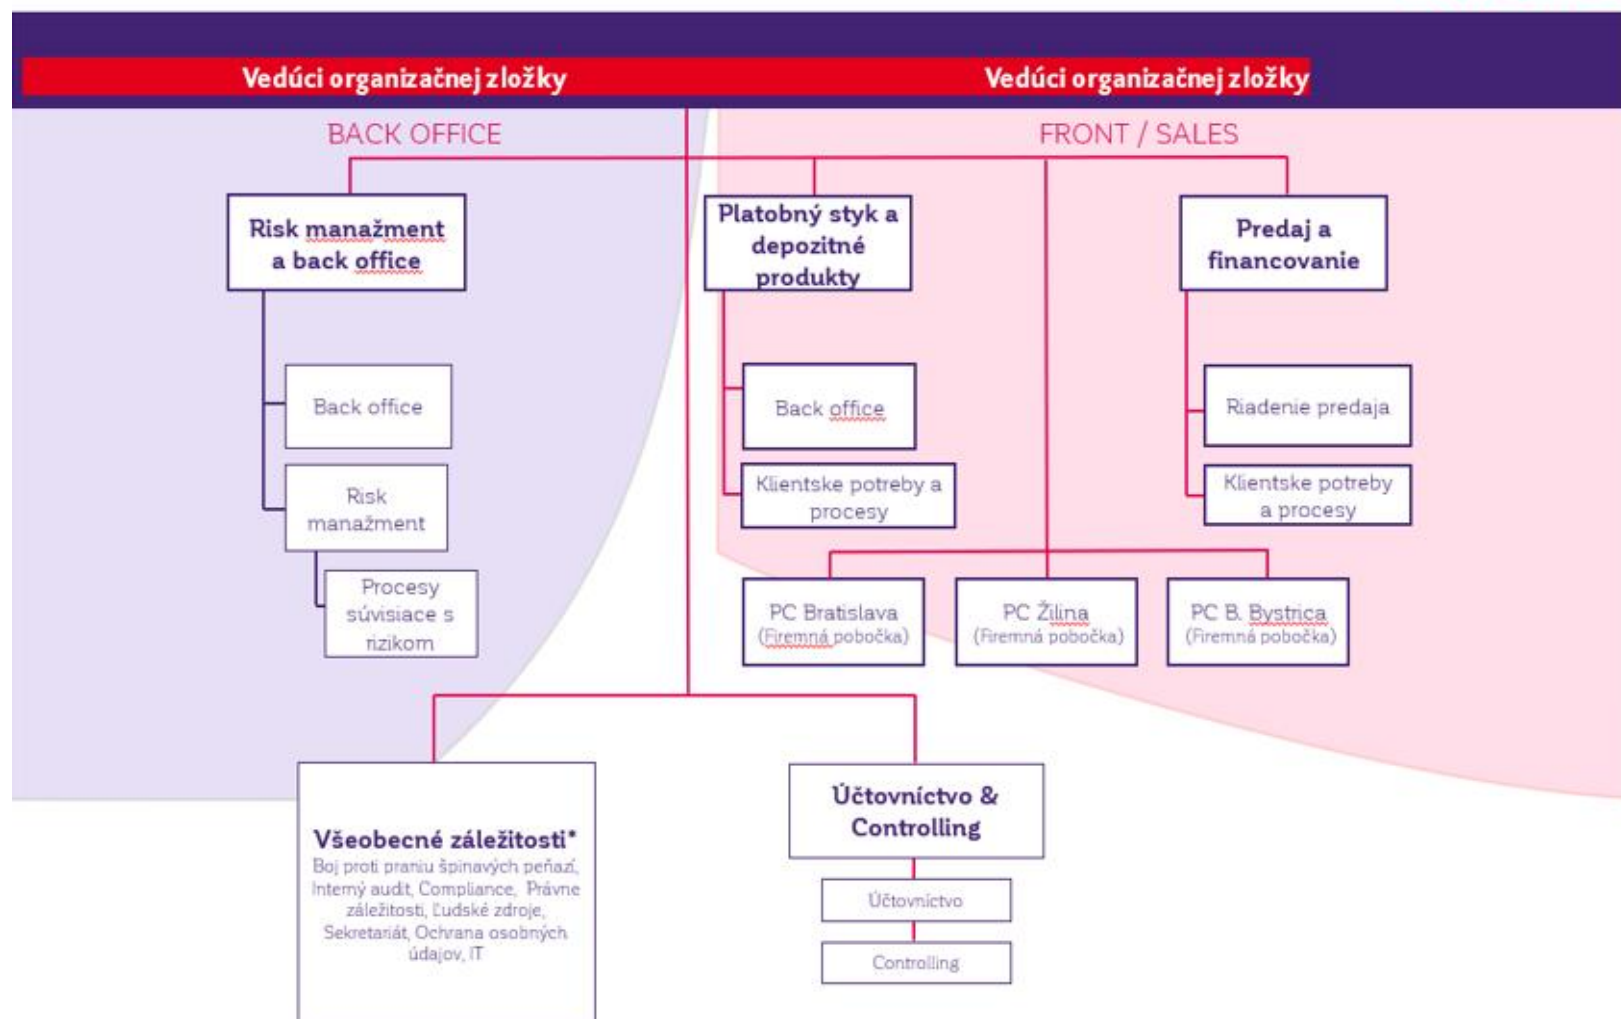 Vedúci organizačnej zložky
Vedúci organizačnej zložky
BACK OFFICE
FRONT / SALES
Risk manažment
a back office
Platobný styk a
depozitné
produkty
Predaj a
financovanie
Back office
Back office
Riadenie predaja
Risk
manažment
Klientske potreby a
procesy
Klientske potreby
a procesy
Procesy
súvisiace s
rizikom
PC Bratislava
(Firemná pobočka)
PC Žilina
(Firemná pobočka)
PC B. Bystrica
(Firemná pobočka)
Všeobecné záležitosti*
Boj proti praniu špinavých peňazí,
Interný audit, Compliance, Právne
záležitosti, Ľudské zdroje,
Sekretariát, Ochrana osobných
údajov, IT
Účtovníctvo &
Controlling
Účtovníctvo
Controlling